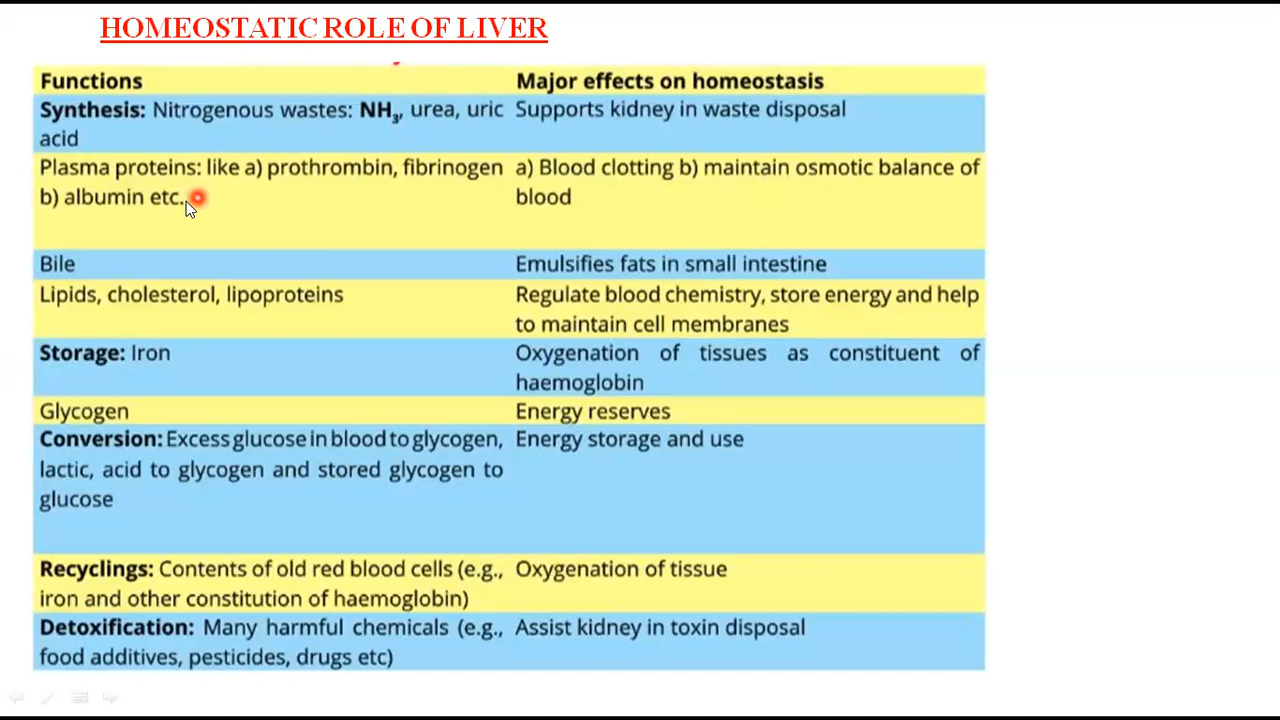 HOMEOSTATIC ROLE OF LIVER
Functions
Major effects on homeostasis
Synthesis: Nitrogenous wastes: NH3, urea, uric
acid
Supports kidney in waste disposal
Plasma proteins: like a) prothrombin, fibrinogen
b) albumin etc.
a) Blood clotting b) maintain osmotic balance of
blood
Bile
Emulsifies fats in small intestine
Lipids, cholesterol, lipoproteins
Regulate blood chemistry, store energy and help
to maintain cell membranes
Storage: Iron
Oxygenation of tissues as constituent of
haemoglobin
Glycogen
Energy reserves
Conversion: Excess glucose in blood to glycogen,
lactic, acid to glycogen and stored glycogen to
glucose
Energy storage and use
Recyclings: Contents of old red blood cells (e.g.,
iron and other constitution of haemoglobin)
Oxygenation of tissue
Detoxification: Many harmful chemicals (e.g.,
food additives, pesticides, drugs etc)
Assist kidney in toxin disposal